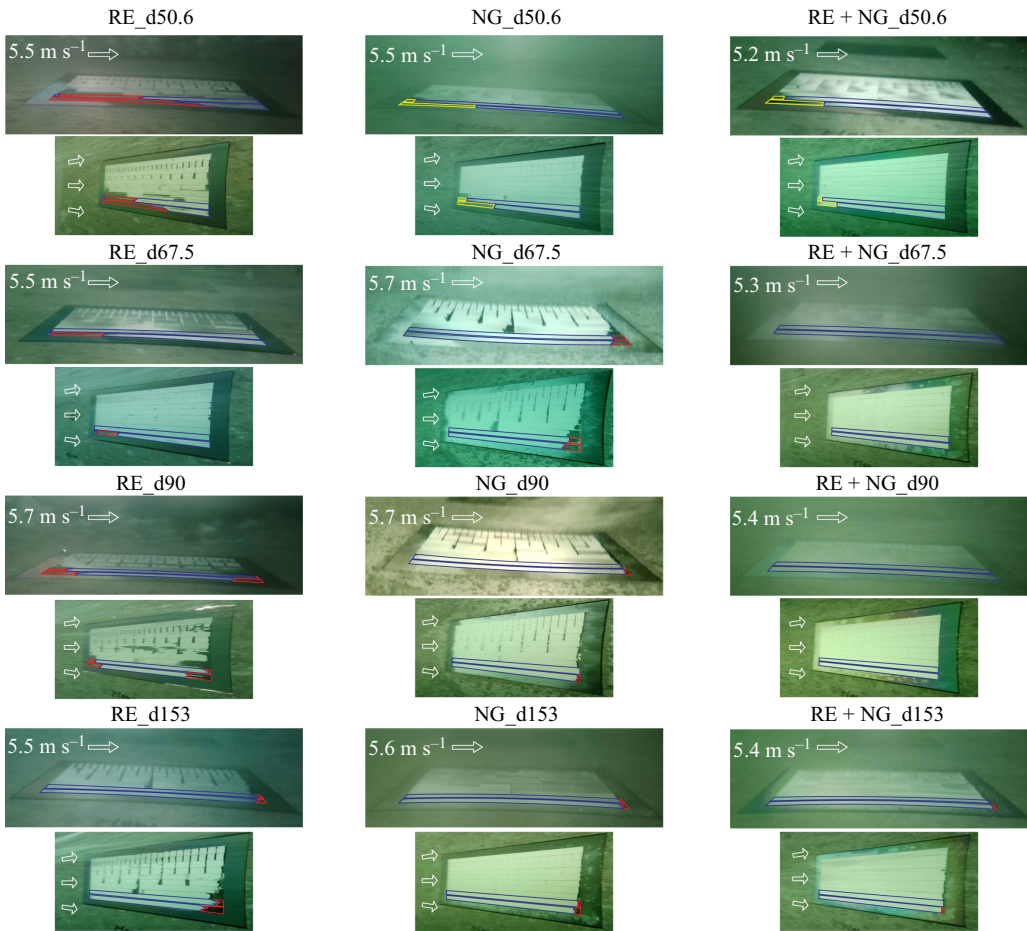 RE_d50.6
NG_d50.6
RE + NG_d50.6
5.5 m s⁻¹
5.5 m s⁻¹
5.2 m s⁻¹
RE_d67.5
NG_d67.5
RE + NG_d67.5
5.5 m s⁻¹
5.7 m s⁻¹
5.3 m s⁻¹
RE_d90
NG_d90
RE + NG_d90
5.7 m s⁻¹
5.7 m s⁻¹
5.4 m s⁻¹
RE_d153
NG_d153
RE + NG_d153
5.5 m s⁻¹
5.6 m s⁻¹
5.4 m s⁻¹